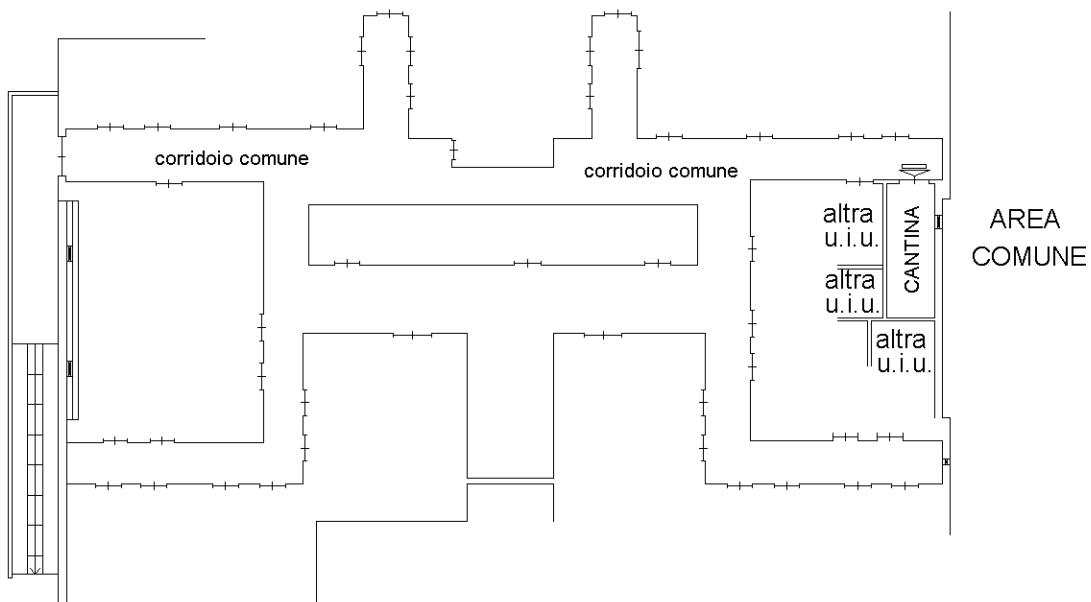 corridoio comune
corridoio comune
altra
u.i.u.
CANTINA
AREA
COMUNE
altra
u.i.u.
altra
u.i.u.